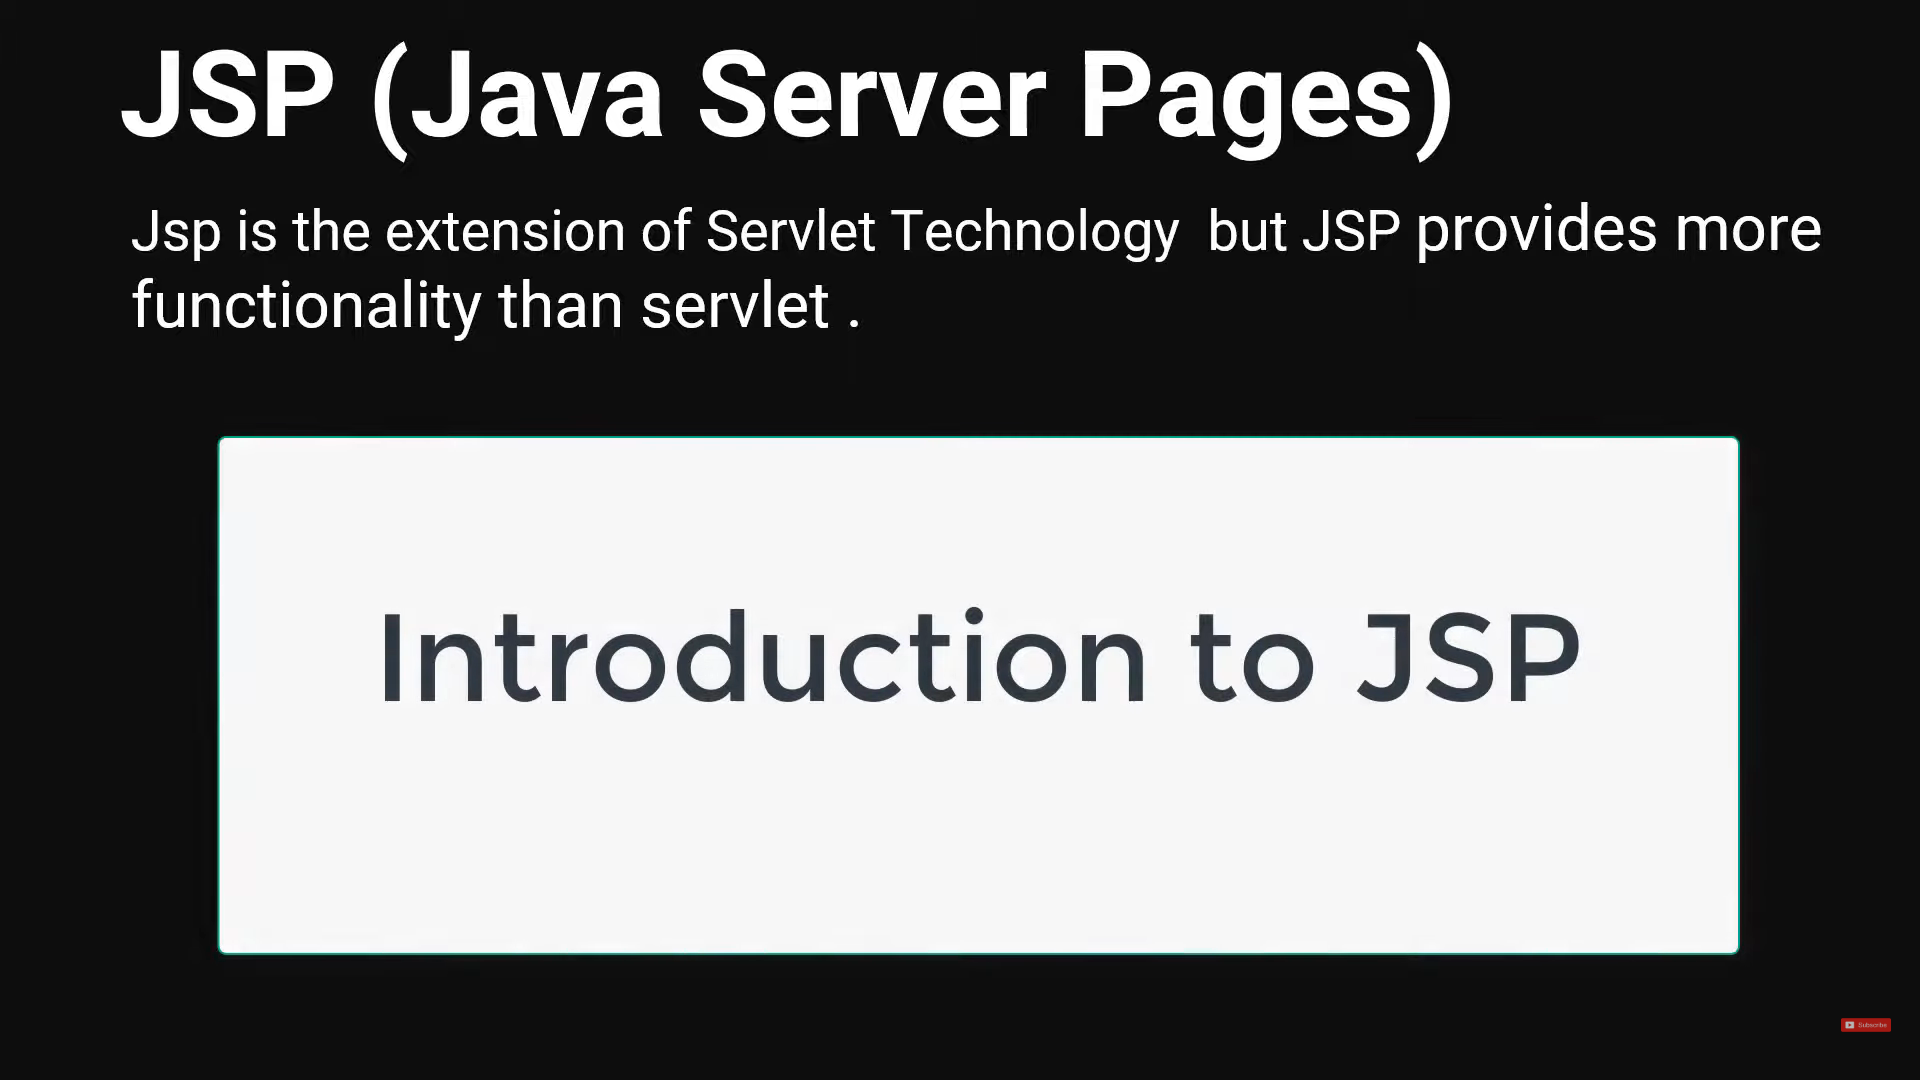 JSP (Java Server Pages)
Jsp is the extension of Servlet Technology  but JSP provides more
functionality than servlet .
Introduction to JSP
Subscribe